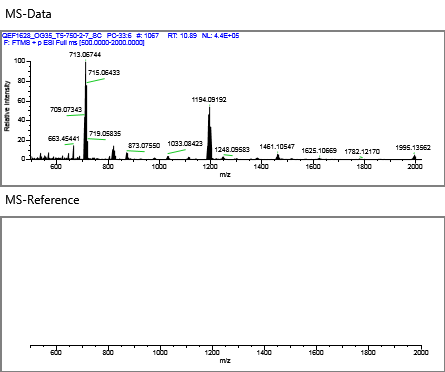 MS-Data
QEF1628_OG35_T5-750-2-7_BC PC-33:6 #: 1067 RT: 10.89 NL: 4.4E+05
F: FTMS + p ESI Full ms [500.0000-2000.0000]
713.06744
100
715.06433
80
1194.09192
Relative Intensity
60
709.07343
40
719.05835
20
663.45441
873.07550
1033.08423
1248.09583
1461.10547
1625.10669
1782.12170
1995.13562
0
600 800 1000 1200 1400 1600 1800 2000
m/z
MS-Reference
600 800 1000 1200 1400 1600 1800 2000
m/z